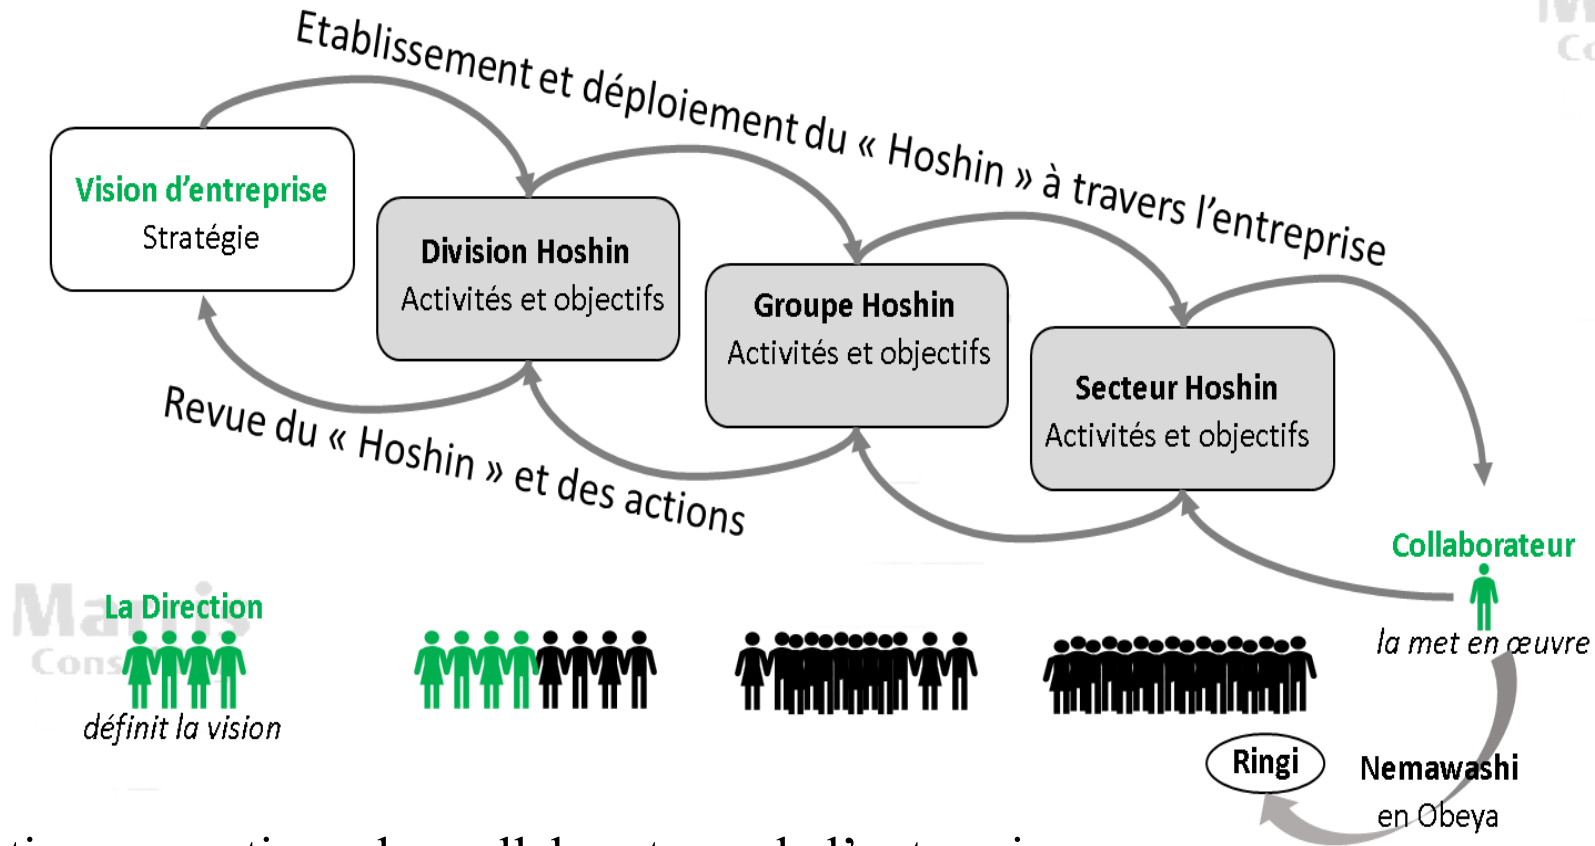 Etablissement et déploiement du « Hoshin » à travers l’entreprise
Vision d’entreprise
Stratégie
Division Hoshin
Activités et objectifs
Groupe Hoshin
Activités et objectifs
Secteur Hoshin
Activités et objectifs
Revue du « Hoshin » et des actions
Collaborateur
la met en œuvre
La Direction
définit la vision
Ringi
Nemawashi
en Obeya